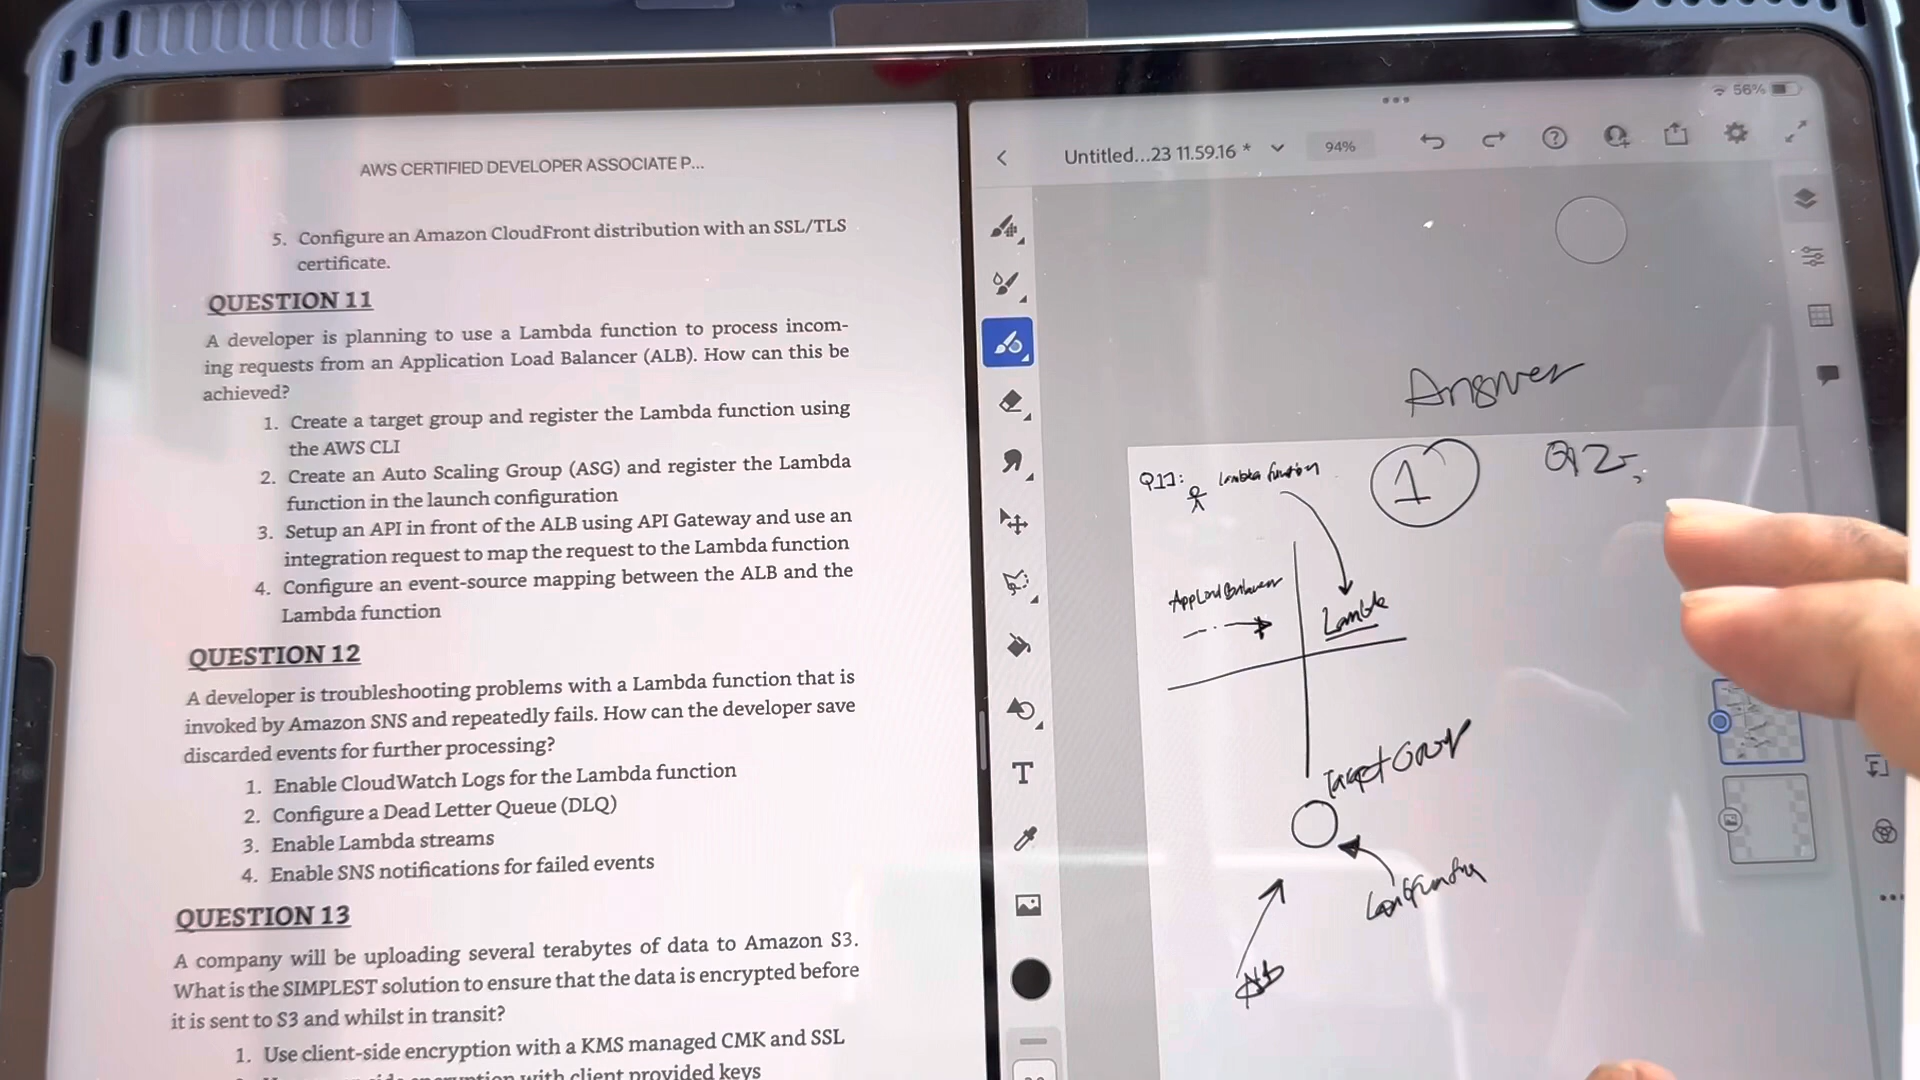 AWS CERTIFIED DEVELOPER ASSOCIATE P...
5. Configure an Amazon CloudFront distribution with an SSL/TLS
certificate.
QUESTION 11
A developer is planning to use a Lambda function to process incom-
ing requests from an Application Load Balancer (ALB). How can this be
achieved?
1. Create a target group and register the Lambda function using
the AWS CLI
2. Create an Auto Scaling Group (ASG) and register the Lambda
function in the launch configuration
3. Setup an API in front of the ALB using API Gateway and use an
integration request to map the request to the Lambda function
4. Configure an event-source mapping between the ALB and the
Lambda function
QUESTION 12
A developer is troubleshooting problems with a Lambda function that is
invoked by Amazon SNS and repeatedly fails. How can the developer save
discarded events for further processing?
1. Enable CloudWatch Logs for the Lambda function
2. Configure a Dead Letter Queue (DLQ)
3. Enable Lambda streams
4. Enable SNS notifications for failed events
QUESTION 13
A company will be uploading several terabytes of data to Amazon S3.
What is the SIMPLEST solution to ensure that the data is encrypted before
it is sent to S3 and whilst in transit?
1. Use client-side encryption with a KMS managed CMK and SSL
encryption with client provided keys
56%
Untitled...23 11.59.16 *
94%
Answer
Q11: Lambda function
1
Lambda
Target Group